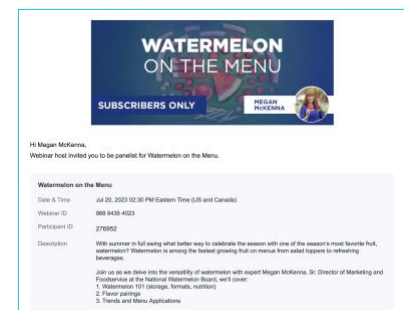 WATERMELON
ON THE MENU
SUBSCRIBERS ONLY
MEGAN
McKENNA
Hi Megan McKenna,
Webinar host invited you to be panelist for Watermelon on the Menu.
Watermelon on the Menu
Date & Time Jul 20, 2023 02:30 PM Eastern Time (US and Canada)
Webinar ID 988 6435 4023
Participant ID 276952
Description With summer in full swing what better way to celebrate the season with one of the season's most favorite fruit,
watermelon? Watermelon is among the fastest growing fruit on menus from salad toppers to refreshing
beverages.
Join us as we delve into the versatility of watermelon with expert Megan McKenna, Sr. Director of Marketing and
Foodservice at the National Watermelon Board, we'll cover:
1. Watermelon 101 (storage, formats, nutrition)
2. Flavor pairings
3. Trends and Menu Applications